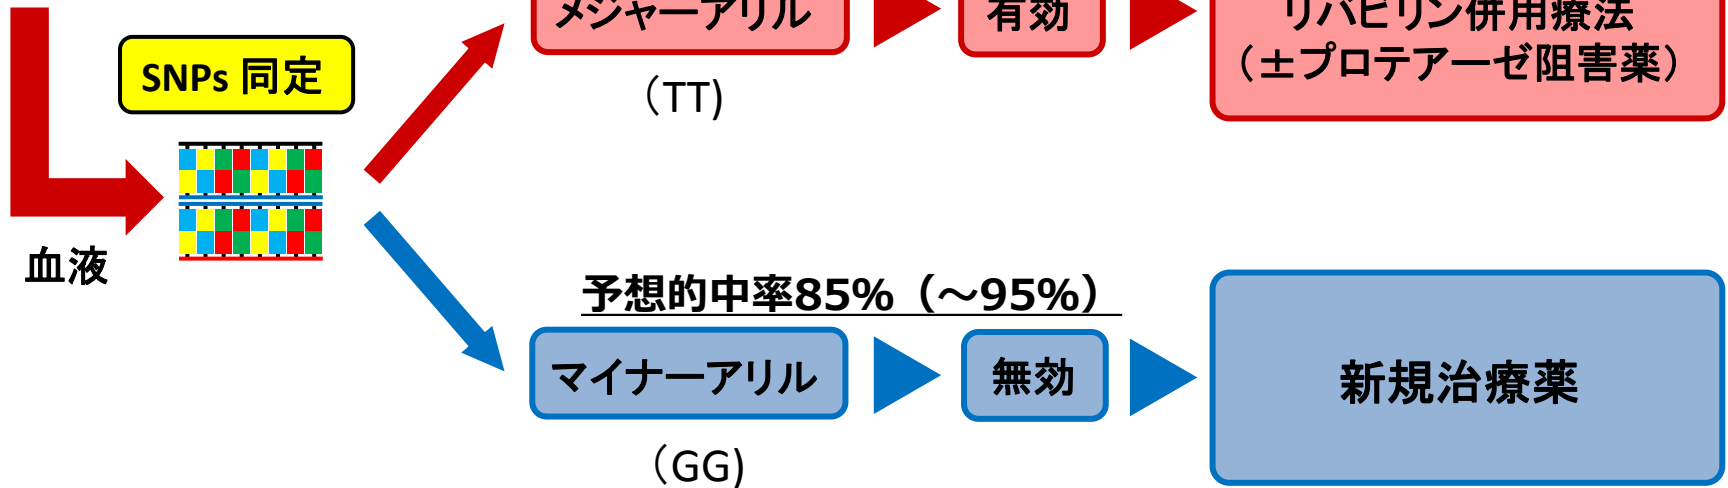 メジャーアリル
有効
リバビリン併用療法
（±プロテアーゼ阻害薬）
SNPs 同定
（TT)
血液
予想的中率85%（～95%）
マイナーアリル
無効
新規治療薬
（GG)